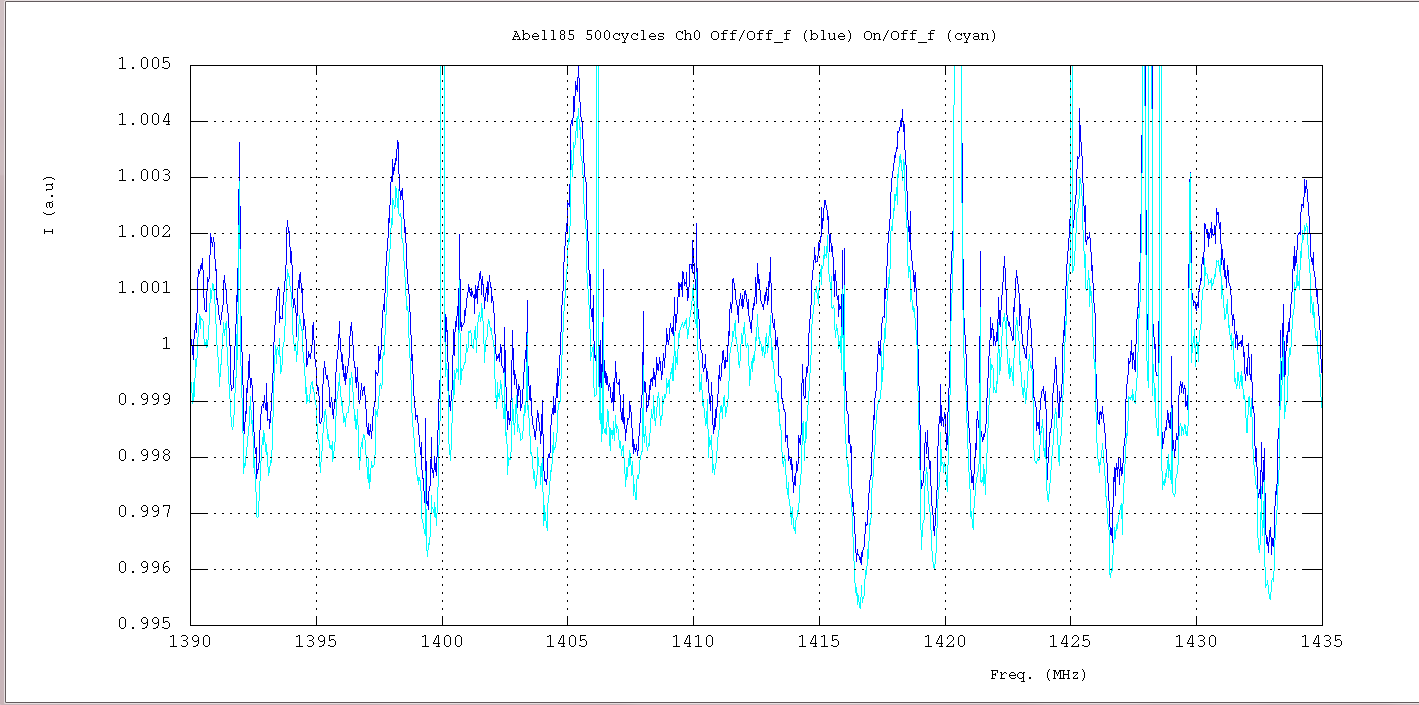 Abell85 500cycles Ch0 Off/Off_f (blue) On/Off_f (cyan)
I (a.u)
1.005
1.004
1.003
1.002
1.001
1
0.999
0.998
0.997
0.996
0.995
1390 1395 1400 1405 1410 1415 1420 1425 1430 1435
Freq. (MHz)